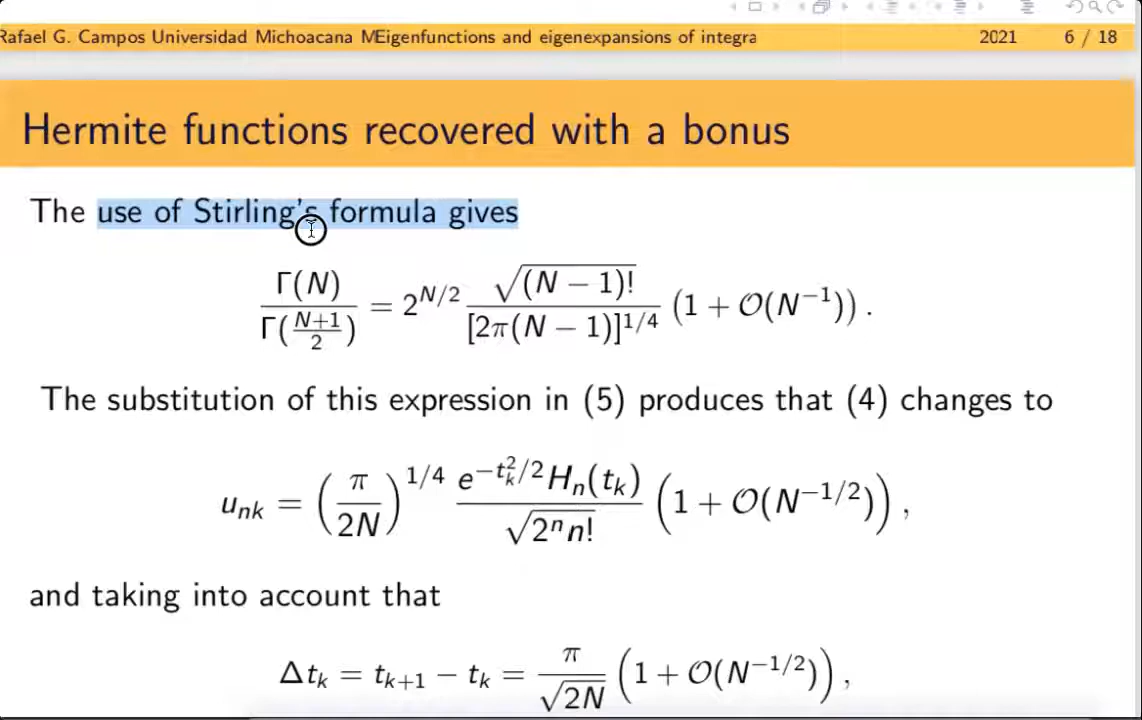 Rafael G. Campos Universidad Michoacana MEigenfunctions and eigenexpansions of integra 2021 6 / 18
Hermite functions recovered with a bonus
The use of Stirling's formula gives
Γ(N) / Γ((N+1)/2) = 2^{N/2} √(N − 1)! / [2π(N − 1)]^{1/4} (1 + 𝒪(N^{−1})) .
The substitution of this expression in (5) produces that (4) changes to
u_{nk} = (π / 2N)^{1/4} e^{−t_k^2/2} H_n(t_k) / √(2^n n!) (1 + 𝒪(N^{−1/2})) ,
and taking into account that
Δt_k = t_{k+1} − t_k = π / √(2N) (1 + 𝒪(N^{−1/2})) ,